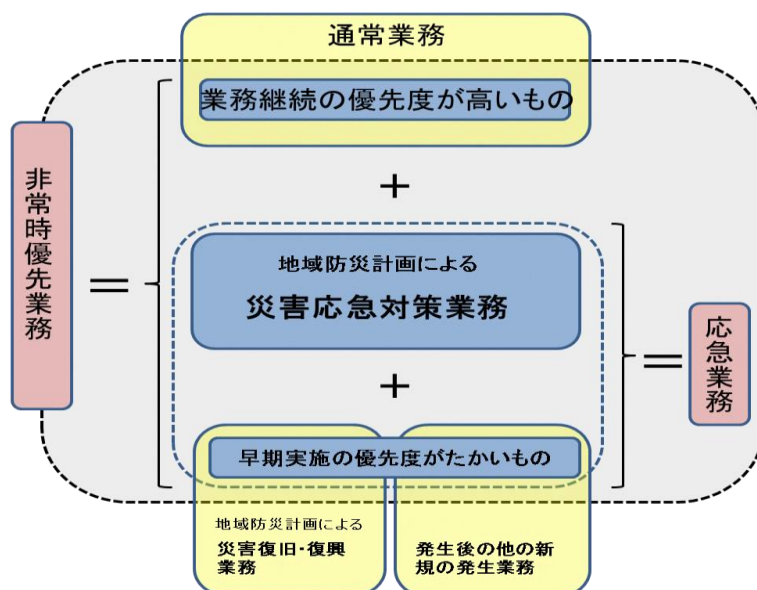 通常業務
業務継続の優先度が高いもの
+
非常時優先業務
=
地域防災計画による
災害応急対策業務
=
応急業務
+
早期実施の優先度がたかいもの
地域防災計画による
災害復旧・復興
業務
発生後の他の新
規の発生業務